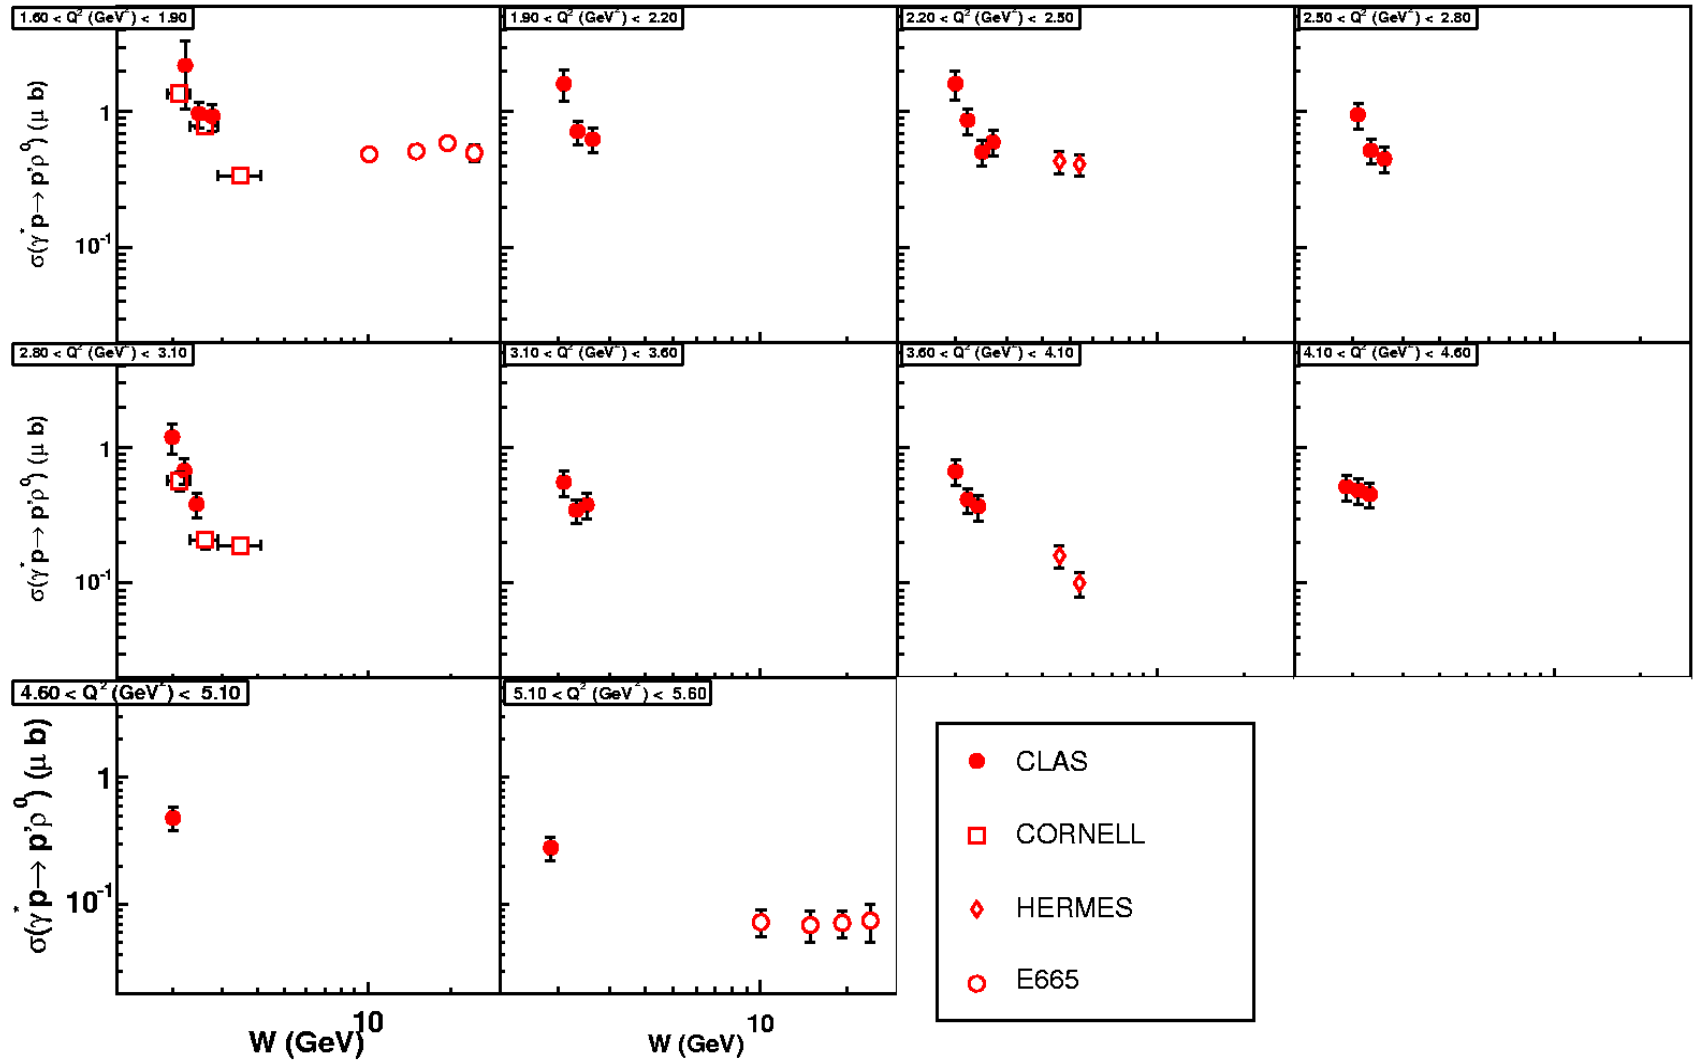 1.60 < Q² (GeV²) < 1.90
1.90 < Q² (GeV²) < 2.20
2.20 < Q² (GeV²) < 2.50
2.50 < Q² (GeV²) < 2.80
σ(γ* p→ p'ρ⁰) (μ b)
1
10⁻¹
2.80 < Q² (GeV²) < 3.10
3.10 < Q² (GeV²) < 3.60
3.60 < Q² (GeV²) < 4.10
4.10 < Q² (GeV²) < 4.60
σ(γ* p→ p'ρ⁰) (μ b)
1
10⁻¹
4.60 < Q² (GeV²) < 5.10
5.10 < Q² (GeV²) < 5.60
σ(γ* p→ p'ρ⁰) (μ b)
1
10⁻¹
10
W (GeV)
10
W (GeV)
CLAS
CORNELL
HERMES
E665